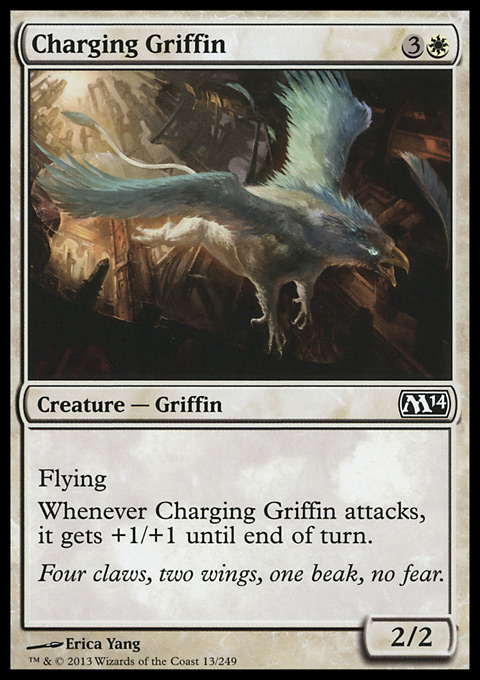 Charging Griffin 3
Creature — Griffin M14
Flying
Whenever Charging Griffin attacks,
it gets +1/+1 until end of turn.
Four claws, two wings, one beak, no fear.
Erica Yang
2/2
™ & © 2013 Wizards of the Coast 13/249